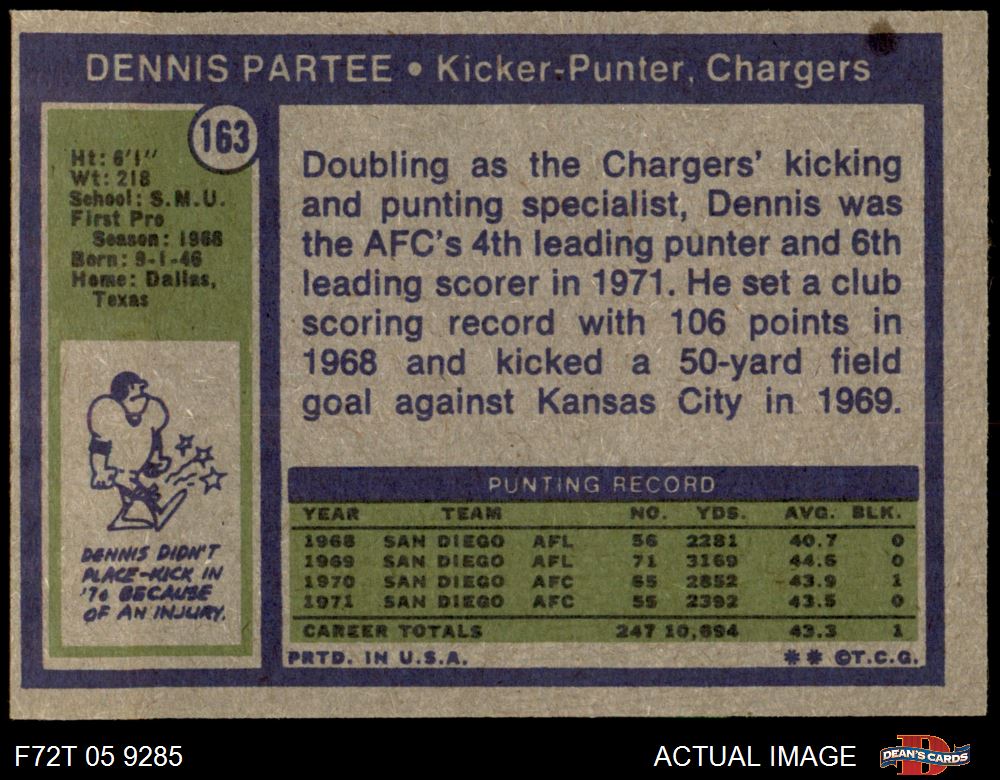 DENNIS PARTEE • Kicker-Punter, Chargers
163
Ht: 6'1"
Wt: 218
School: S.M.U.
First Pro
Season: 1968
Born: 9-1-46
Home: Dallas,
Texas
DENNIS DIDN'T
PLACE-KICK IN
'70 BECAUSE
OF AN INJURY.
Doubling as the Chargers' kicking
and punting specialist, Dennis was
the AFC's 4th leading punter and 6th
leading scorer in 1971. He set a club
scoring record with 106 points in
1968 and kicked a 50-yard field
goal against Kansas City in 1969.
PUNTING RECORD
YEAR TEAM NO. YDS. AVG. BLK.
1968 SAN DIEGO AFL 56 2281 40.7 0
1969 SAN DIEGO AFL 71 3169 44.6 0
1970 SAN DIEGO AFC 65 2852 43.9 1
1971 SAN DIEGO AFC 55 2392 43.5 0
CAREER TOTALS 247 10,694 43.3 1
PRTD. IN U.S.A. ** ©T.C.G.
F72T 05 9285 ACTUAL IMAGE DEAN'S CARDS